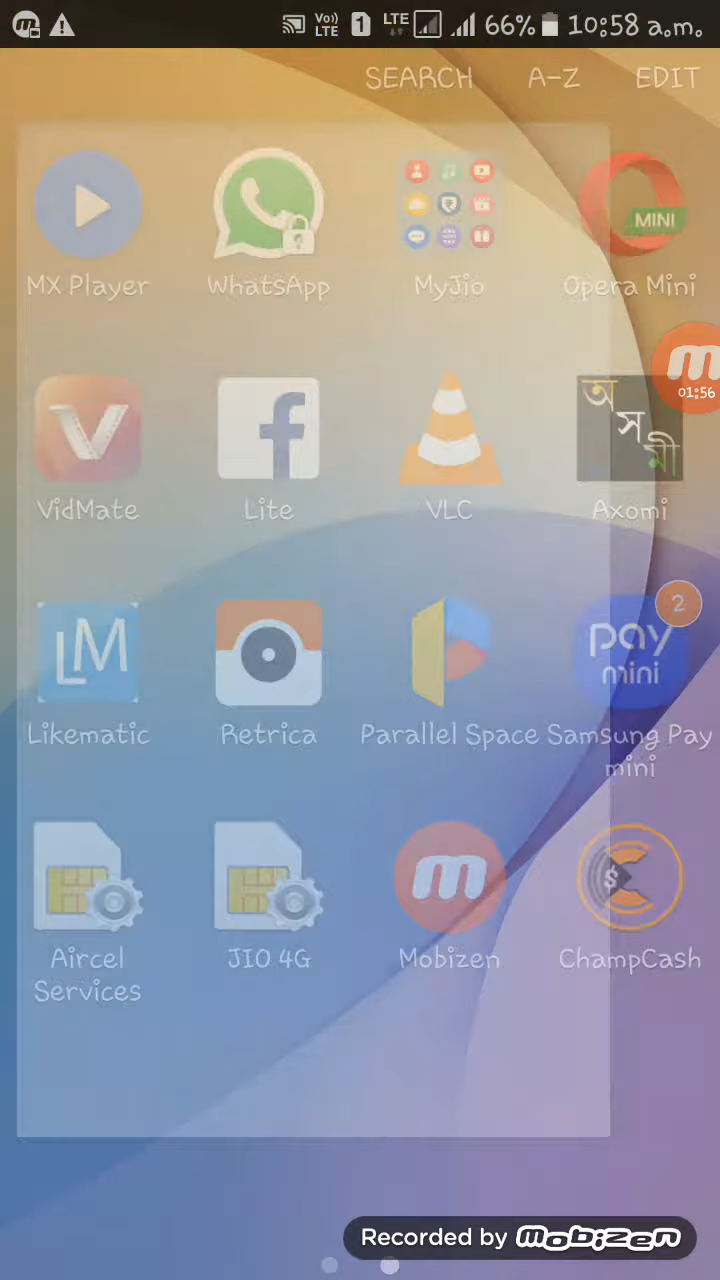 Vo)) LTE 1 LTE 66% 10:58 a.m.
SEARCH A-Z EDIT
MINI
MX Player WhatsApp MyJio Opera Mini
01:56
অ
স
মী
VidMate Lite VLC Axomi
2
LM
pay
mini
Likematic Retrica Parallel Space Samsung Pay
mini
Aircel JIO 4G Mobizen ChampCash
Services
Recorded by mobizen